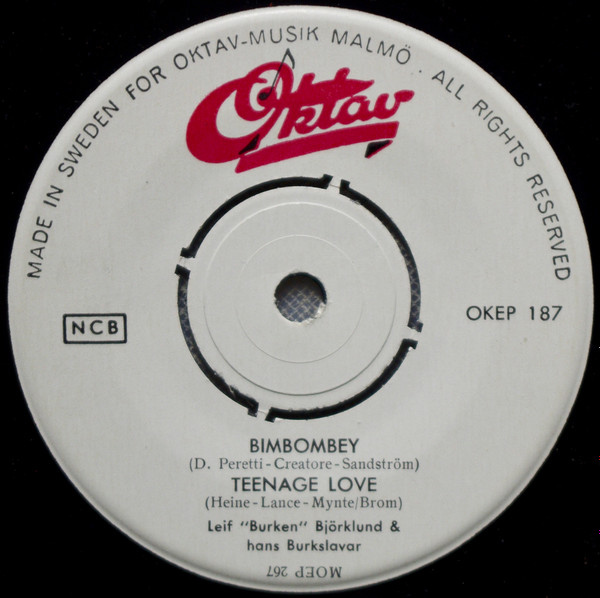 MADE IN SWEDEN FOR OKTAV-MUSIK MALMÖ · ALL RIGHTS RESERVED
Oktav
NCB
OKEP 187
BIMBOMBEY
(D. Peretti - Creatore - Sandström)
TEENAGE LOVE
(Heine - Lance - Mynte/Brom)
Leif "Burken" Björklund &
hans Burkslavar
MOEP 267